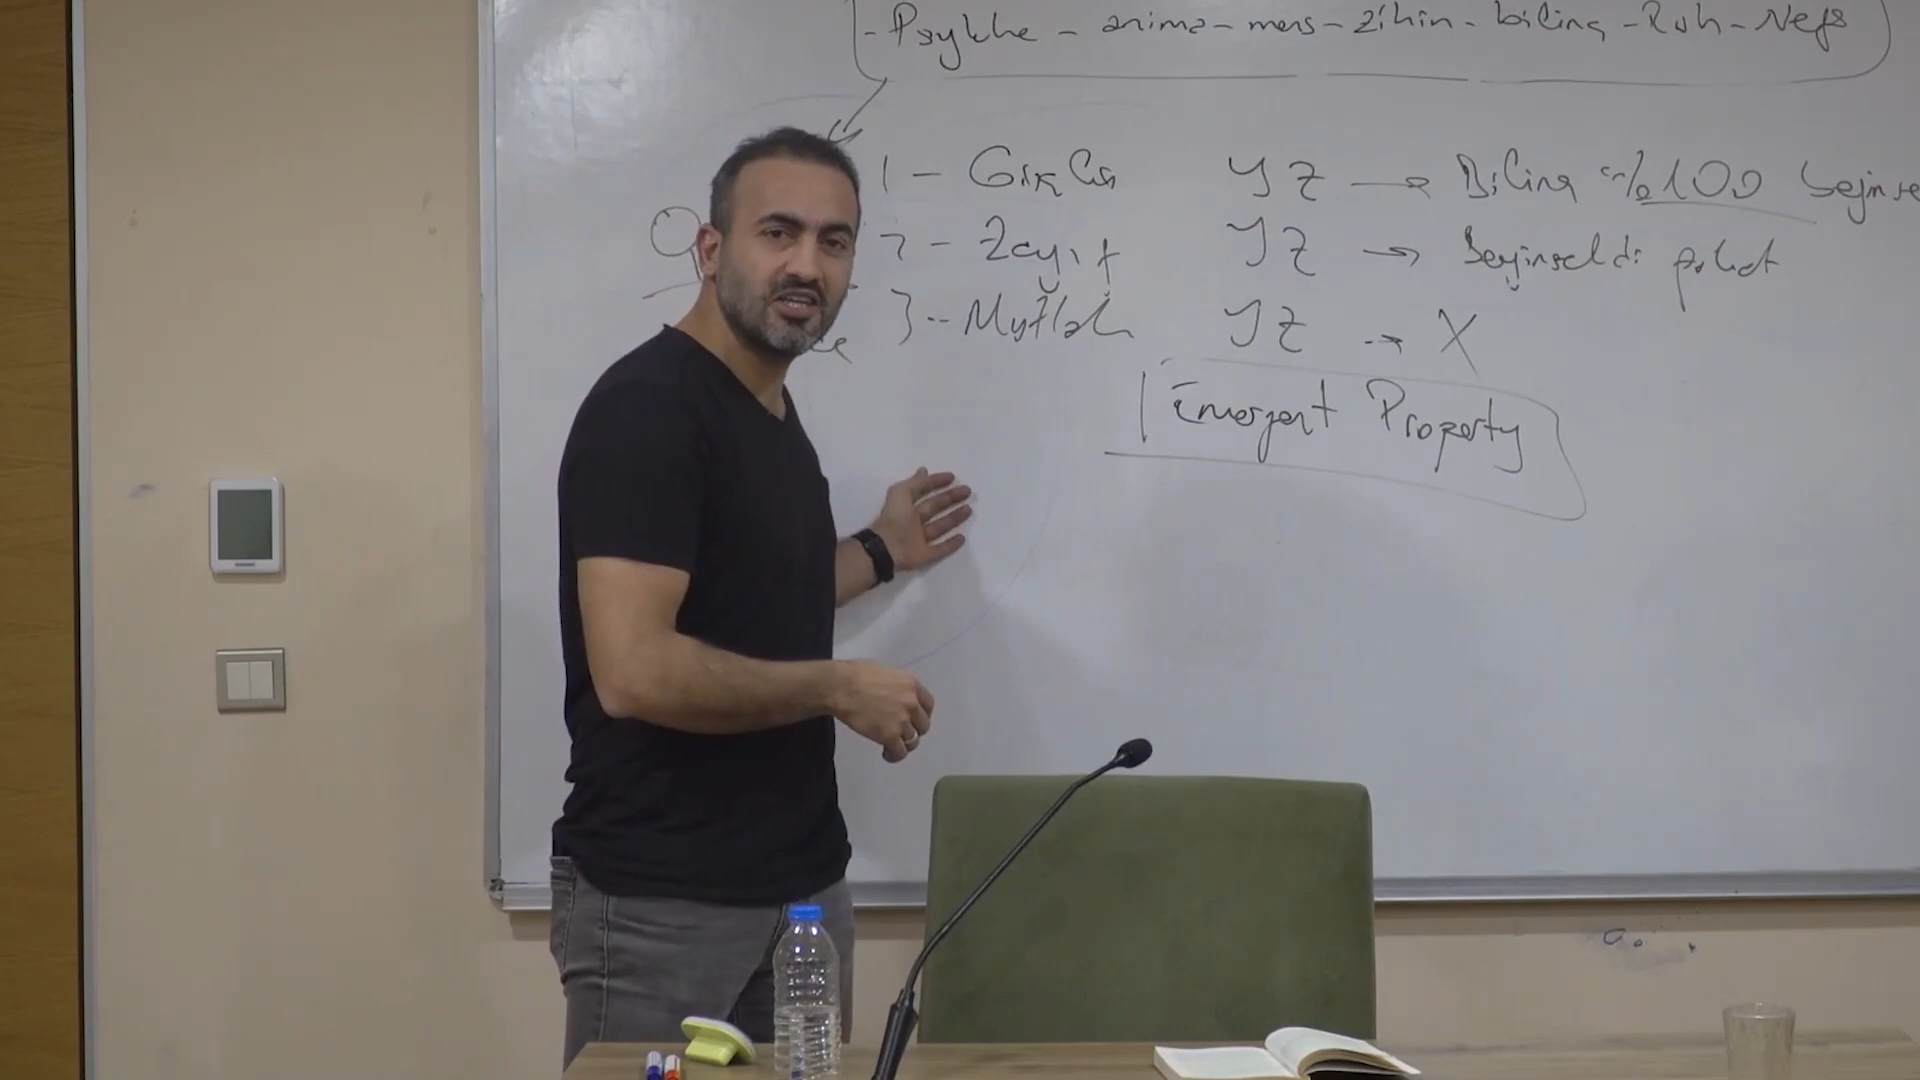 - Psykhe - anima - mens - zihin - bilinç - Ruh - Nefs
1 - Güçlü YZ → Bilinç %100 beyinse
2 - Zayıf YZ → Beyinseldir fakat
3 - Mutlak YZ → X
Emergent Property